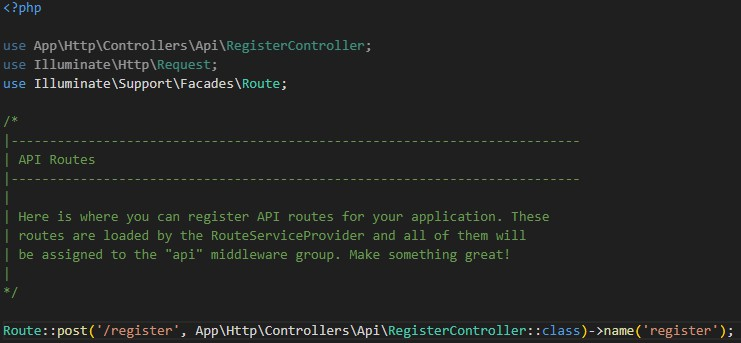 <?php
use App\Http\Controllers\Api\RegisterController;
use Illuminate\Http\Request;
use Illuminate\Support\Facades\Route;
/*
|--------------------------------------------------------------------------
| API Routes
|--------------------------------------------------------------------------
|
| Here is where you can register API routes for your application. These
| routes are loaded by the RouteServiceProvider and all of them will
| be assigned to the "api" middleware group. Make something great!
|
*/
Route::post('/register', App\Http\Controllers\Api\RegisterController::class)->name('register');